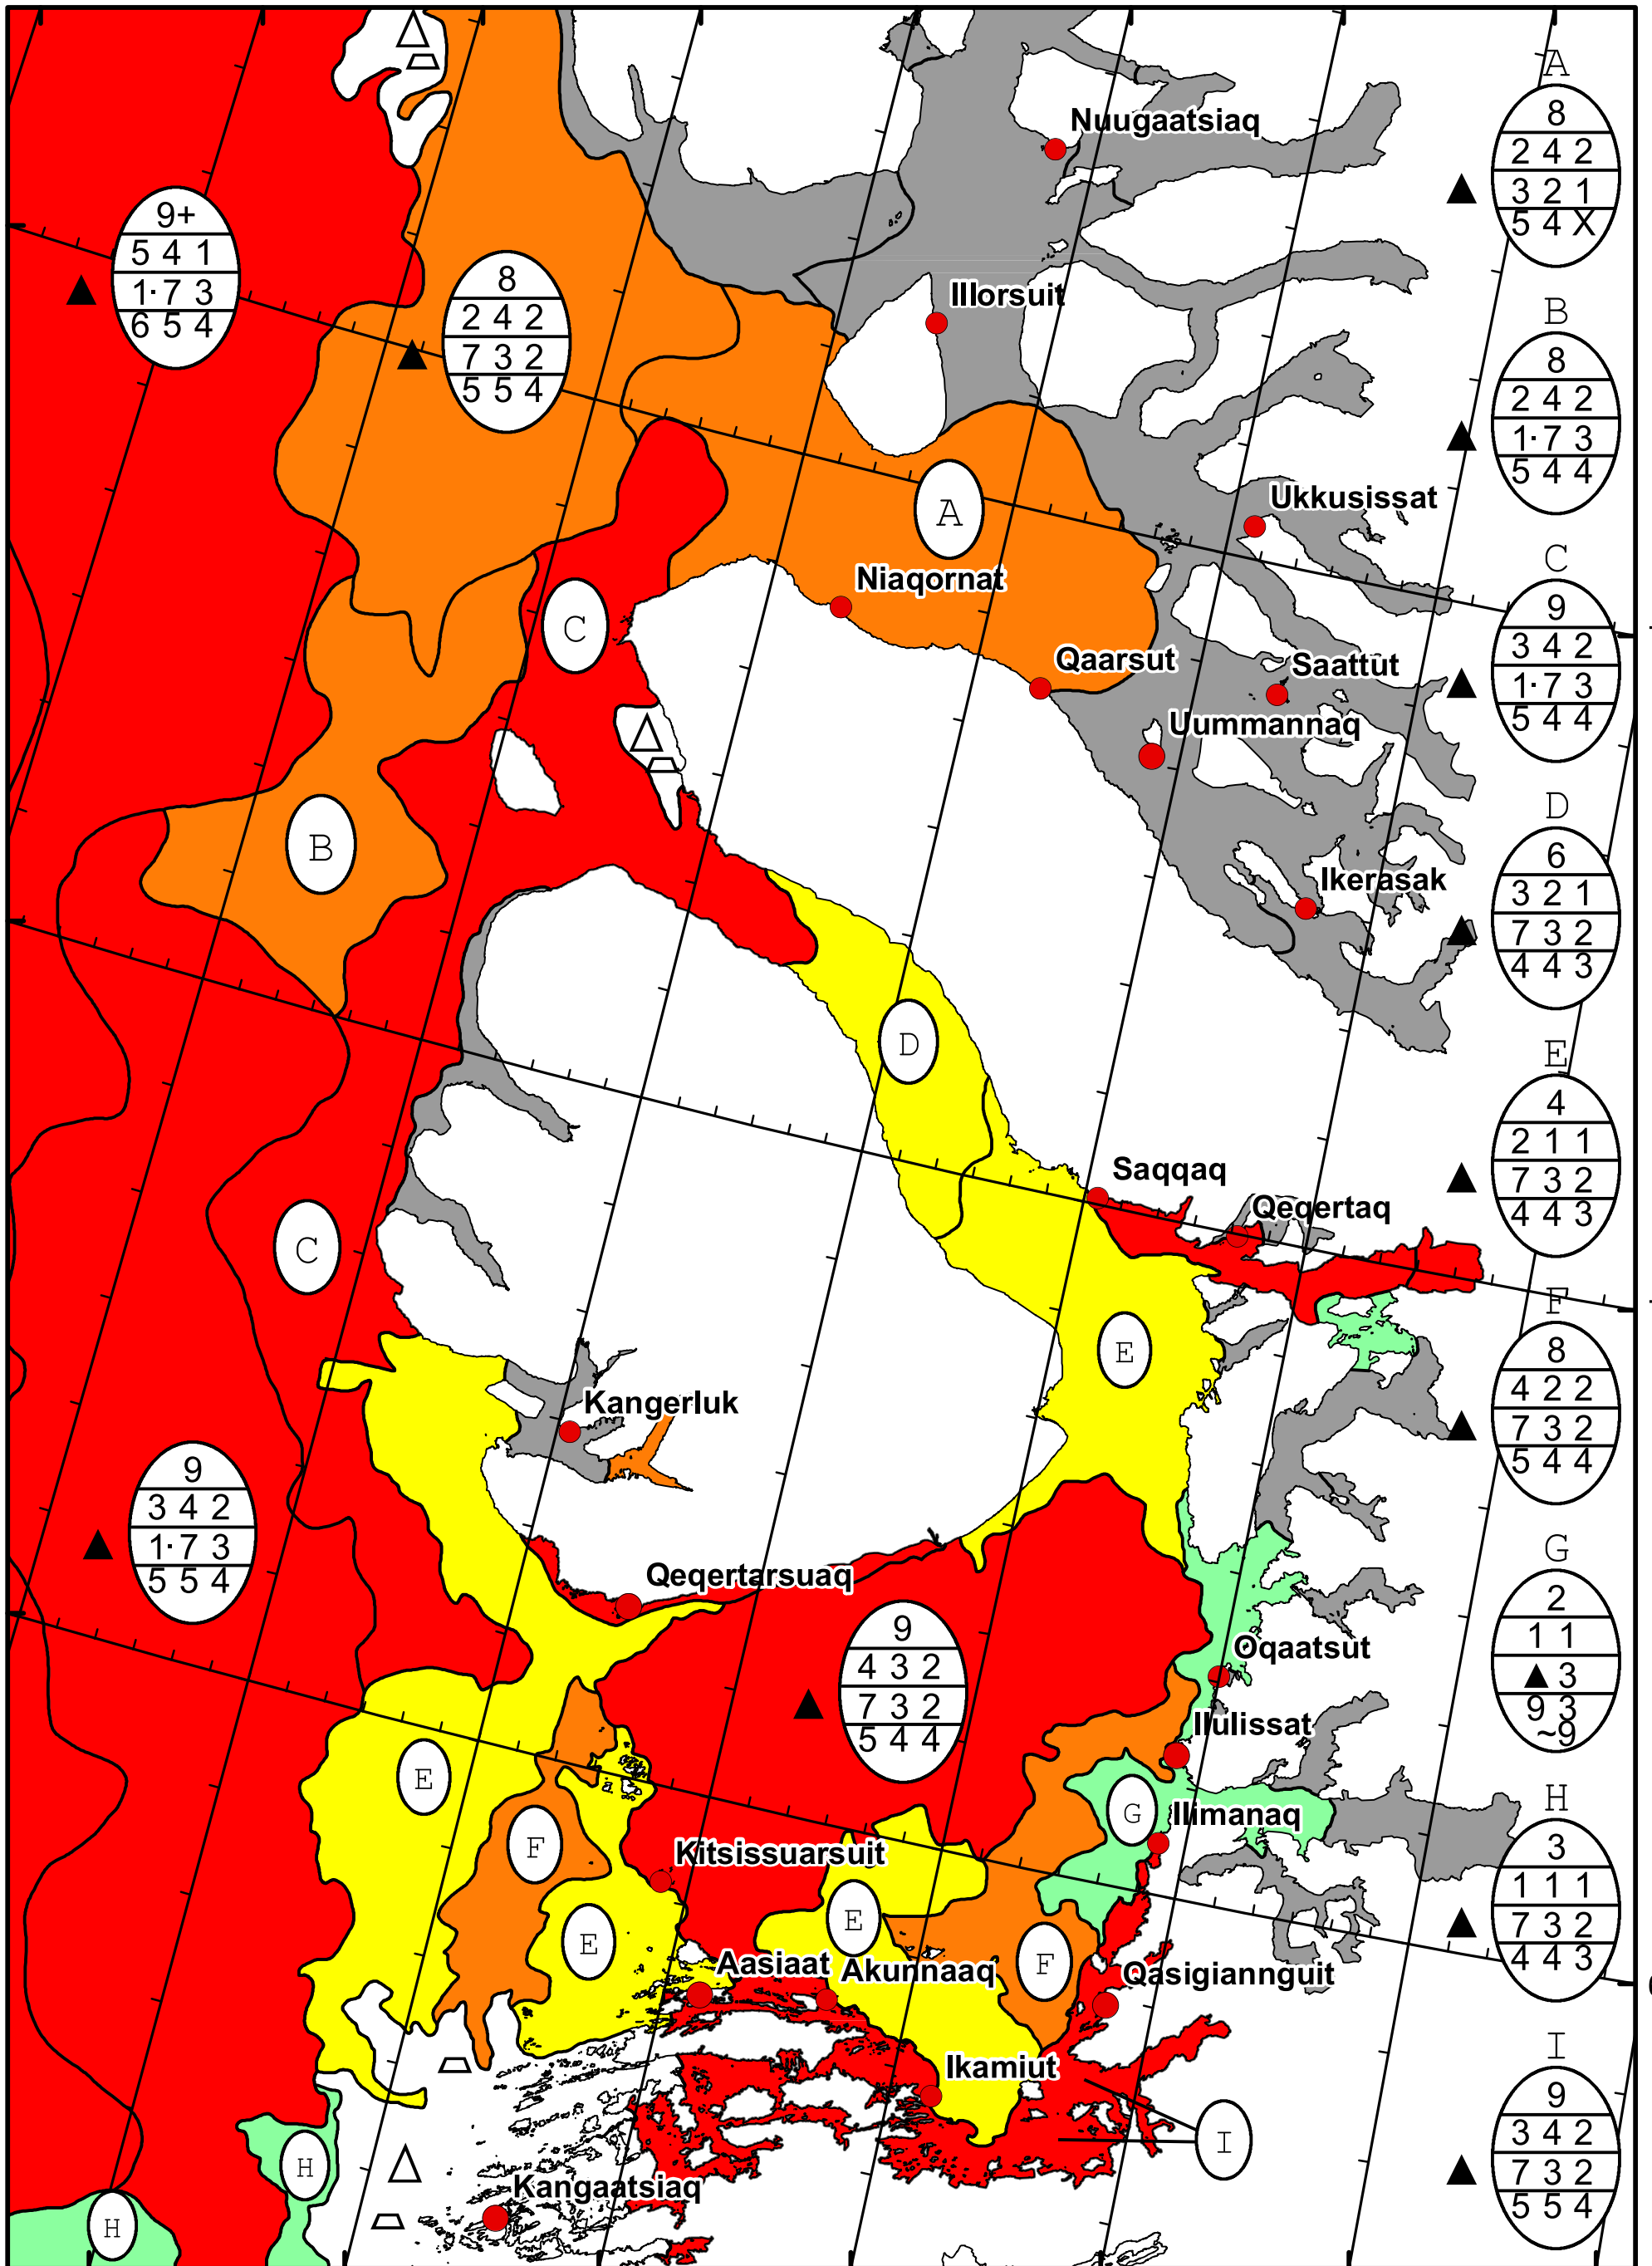 Nuugaatsiaq
Illorsuit
Ukkusissat
Niaqornat
Qaarsut
Saattut
Uummannaq
Ikerasak
Saqqaq
Qeqertaq
Kangerluk
Qeqertarsuaq
Oqaatsut
Ilulissat
Ilimanaq
Kitsissuarsuit
Aasiaat
Akunnaaq
Qasigiannguit
Ikamiut
Kangaatsiaq
9+
5 4 1
1· 7 3
6 5 4
8
2 4 2
7 3 2
5 5 4
9
3 4 2
1· 7 3
5 5 4
9
4 3 2
7 3 2
5 4 4
A
B
C
C
D
E
E
E
E
F
F
G
H
H
I
A
8
2 4 2
3 2 1
5 4 X
B
8
2 4 2
1· 7 3
5 4 4
C
9
3 4 2
1· 7 3
5 4 4
D
6
3 2 1
7 3 2
4 4 3
E
4
2 1 1
7 3 2
4 4 3
F
8
4 2 2
7 3 2
5 4 4
G
2
1 1
▲ 3
9 3
~9
H
3
1 1 1
7 3 2
4 4 3
I
9
3 4 2
7 3 2
5 5 4